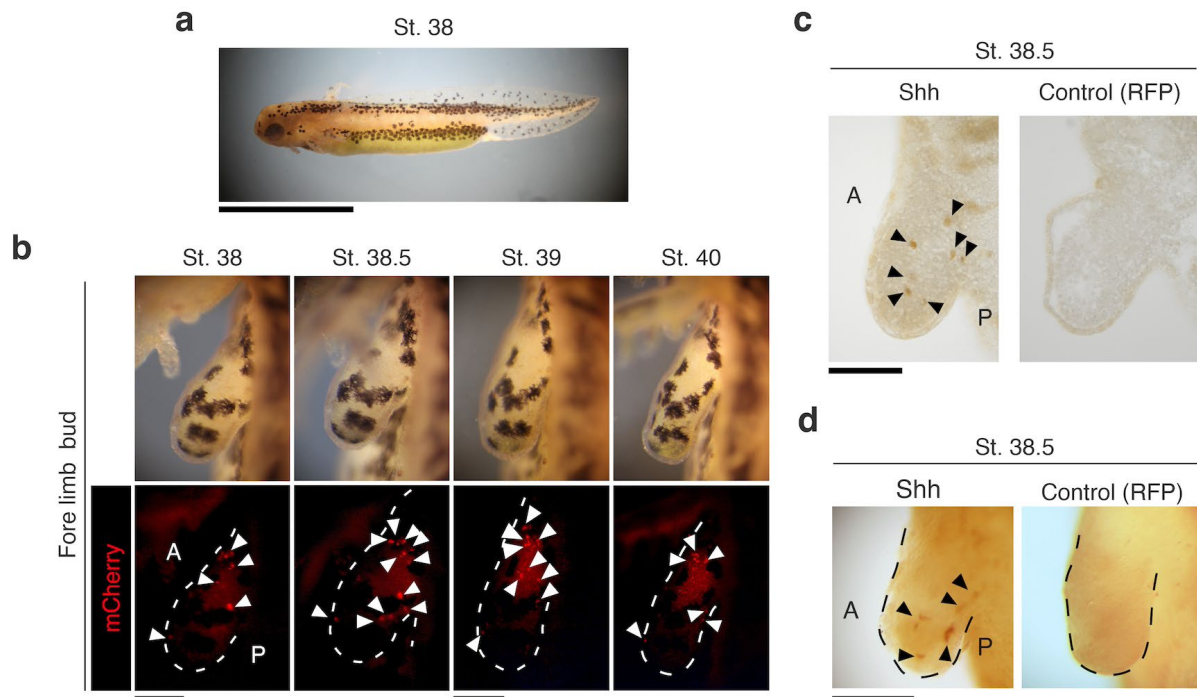 a
St. 38
b
St. 38
St. 38.5
St. 39
St. 40
Fore limb bud
mCherry
A
P
c
St. 38.5
Shh
Control (RFP)
A
P
d
St. 38.5
Shh
Control (RFP)
A
P